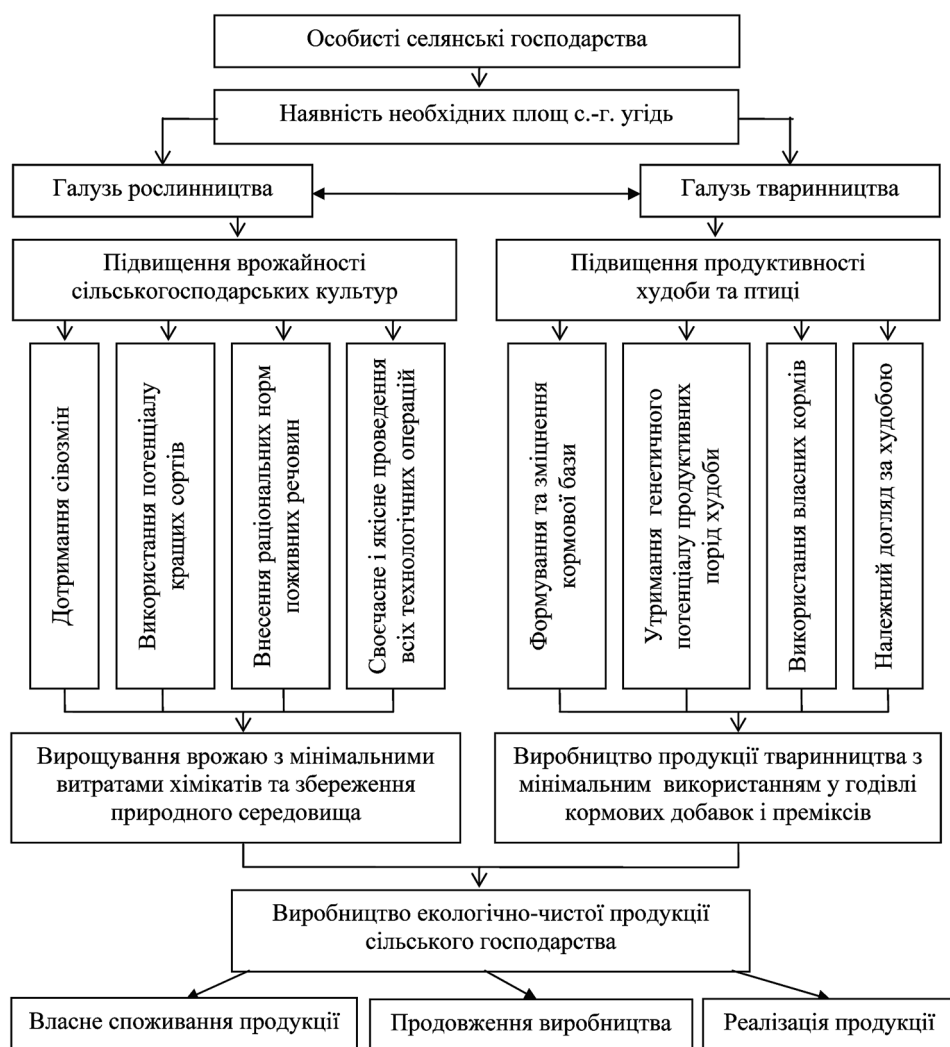 Особисті селянські господарства
Наявність необхідних площ с.-г. угідь
Галузь рослинництва
Галузь тваринництва
Підвищення врожайності
сільськогосподарських культур
Підвищення продуктивності
худоби та птиці
Дотримання сівозмін
Використання потенціалу
кращих сортів
Внесення раціональних норм
поживних речовин
Своєчасне і якісне проведення
всіх технологічних операцій
Формування та зміцнення
кормової бази
Утримання генетичного
потенціалу продуктивних
порід худоби
Використання власних кормів
Належний догляд за худобою
Вирощування врожаю з мінімальними
витратами хімікатів та збереження
природного середовища
Виробництво продукції тваринництва з
мінімальним використанням у годівлі
кормових добавок і преміксів
Виробництво екологічно-чистої продукції
сільського господарства
Власне споживання продукції
Продовження виробництва
Реалізація продукції